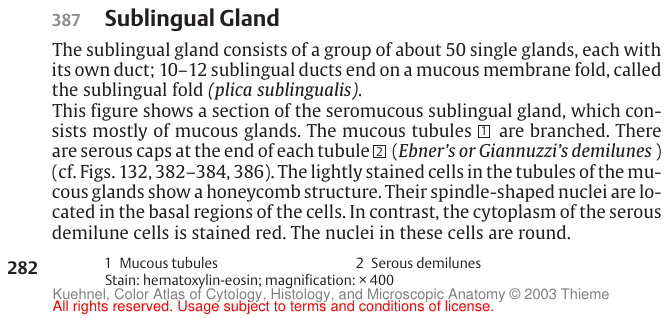 387 Sublingual Gland
The sublingual gland consists of a group of about 50 single glands, each with
its own duct; 10–12 sublingual ducts end on a mucous membrane fold, called
the sublingual fold (plica sublingualis).
This figure shows a section of the seromucous sublingual gland, which con-
sists mostly of mucous glands. The mucous tubules 1 are branched. There
are serous caps at the end of each tubule 2 (Ebner’s or Giannuzzi’s demilunes )
(cf. Figs. 132, 382–384, 386). The lightly stained cells in the tubules of the mu-
cous glands show a honeycomb structure. Their spindle-shaped nuclei are lo-
cated in the basal regions of the cells. In contrast, the cytoplasm of the serous
demilune cells is stained red. The nuclei in these cells are round.
1 Mucous tubules 2 Serous demilunes
282
Stain: hematoxylin-eosin; magnification: × 400
Kuehnel, Color Atlas of Cytology, Histology, and Microscopic Anatomy © 2003 Thieme
All rights reserved. Usage subject to terms and conditions of license.